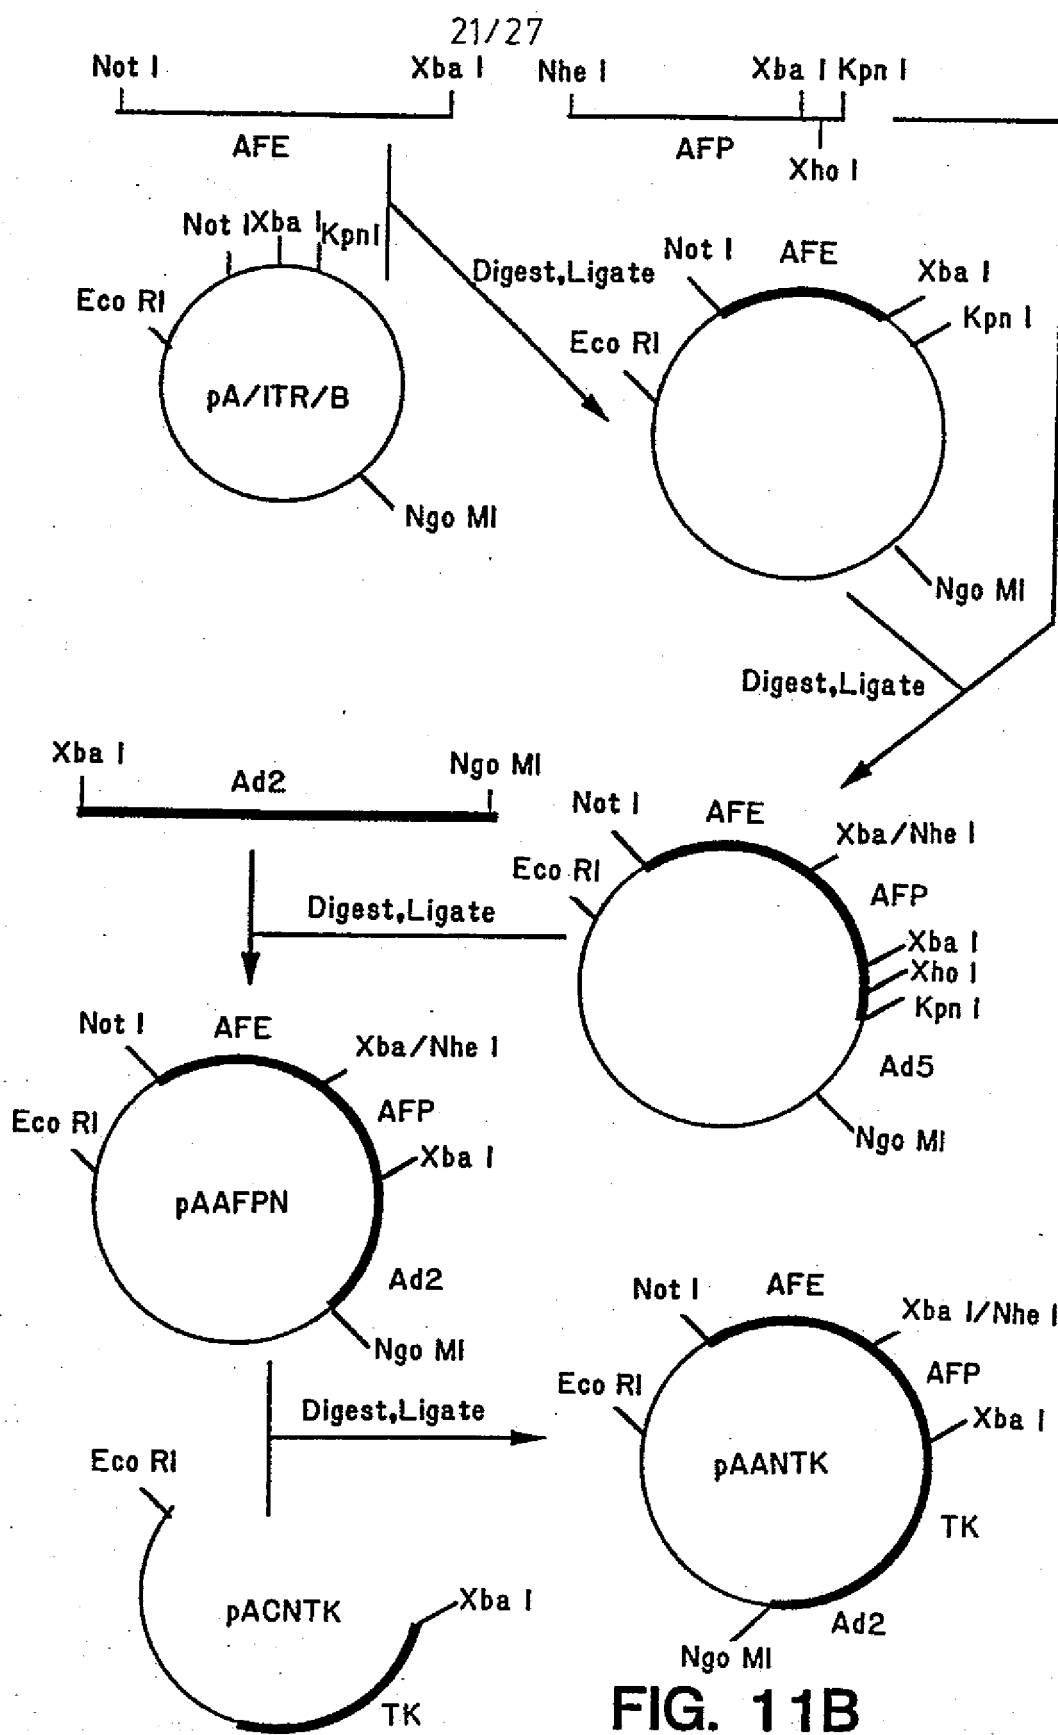 21/27
Not I
Xba I
Nhe I
Xba I
Kpn I
AFE
AFP
Xho I
Not I
Xba I
KpnI
Eco RI
pA/ITR/B
Ngo MI
Digest,Ligate
Not I
AFE
Xba I
Kpn I
Eco RI
Ngo MI
Digest,Ligate
Xba I
Ad2
Ngo MI
Not I
AFE
Xba/Nhe I
Eco RI
AFP
Xba I
Xho I
Kpn I
Ad5
Ngo MI
Digest,Ligate
Not I
AFE
Xba/Nhe I
Eco RI
AFP
Xba I
pAAFPN
Ad2
Ngo MI
Digest,Ligate
Not I
AFE
Xba I/Nhe I
Eco RI
AFP
Xba I
pAANTK
TK
Ad2
Ngo MI
Eco RI
pACNTK
Xba I
TK
FIG. 11B